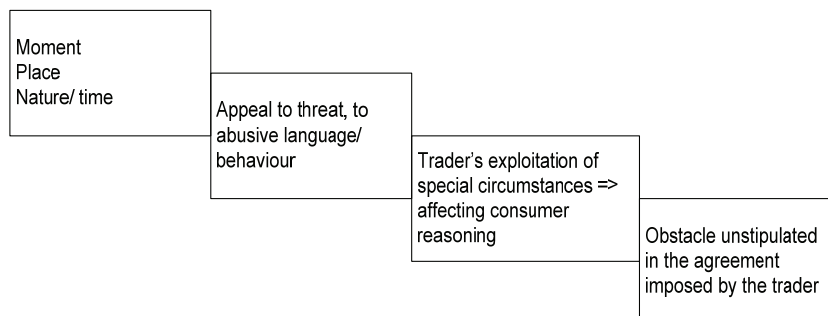 Moment
Place
Nature/ time
Appeal to threat, to
abusive language/
behaviour
Trader's exploitation of
special circumstances =>
affecting consumer
reasoning
Obstacle unstipulated
in the agreement
imposed by the trader